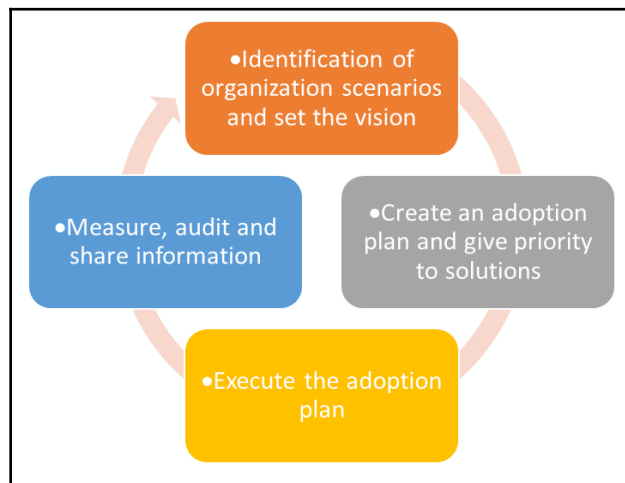 •Identification of
organization scenarios
and set the vision
•Create an adoption
plan and give priority
to solutions
•Execute the adoption
plan
•Measure, audit and
share information